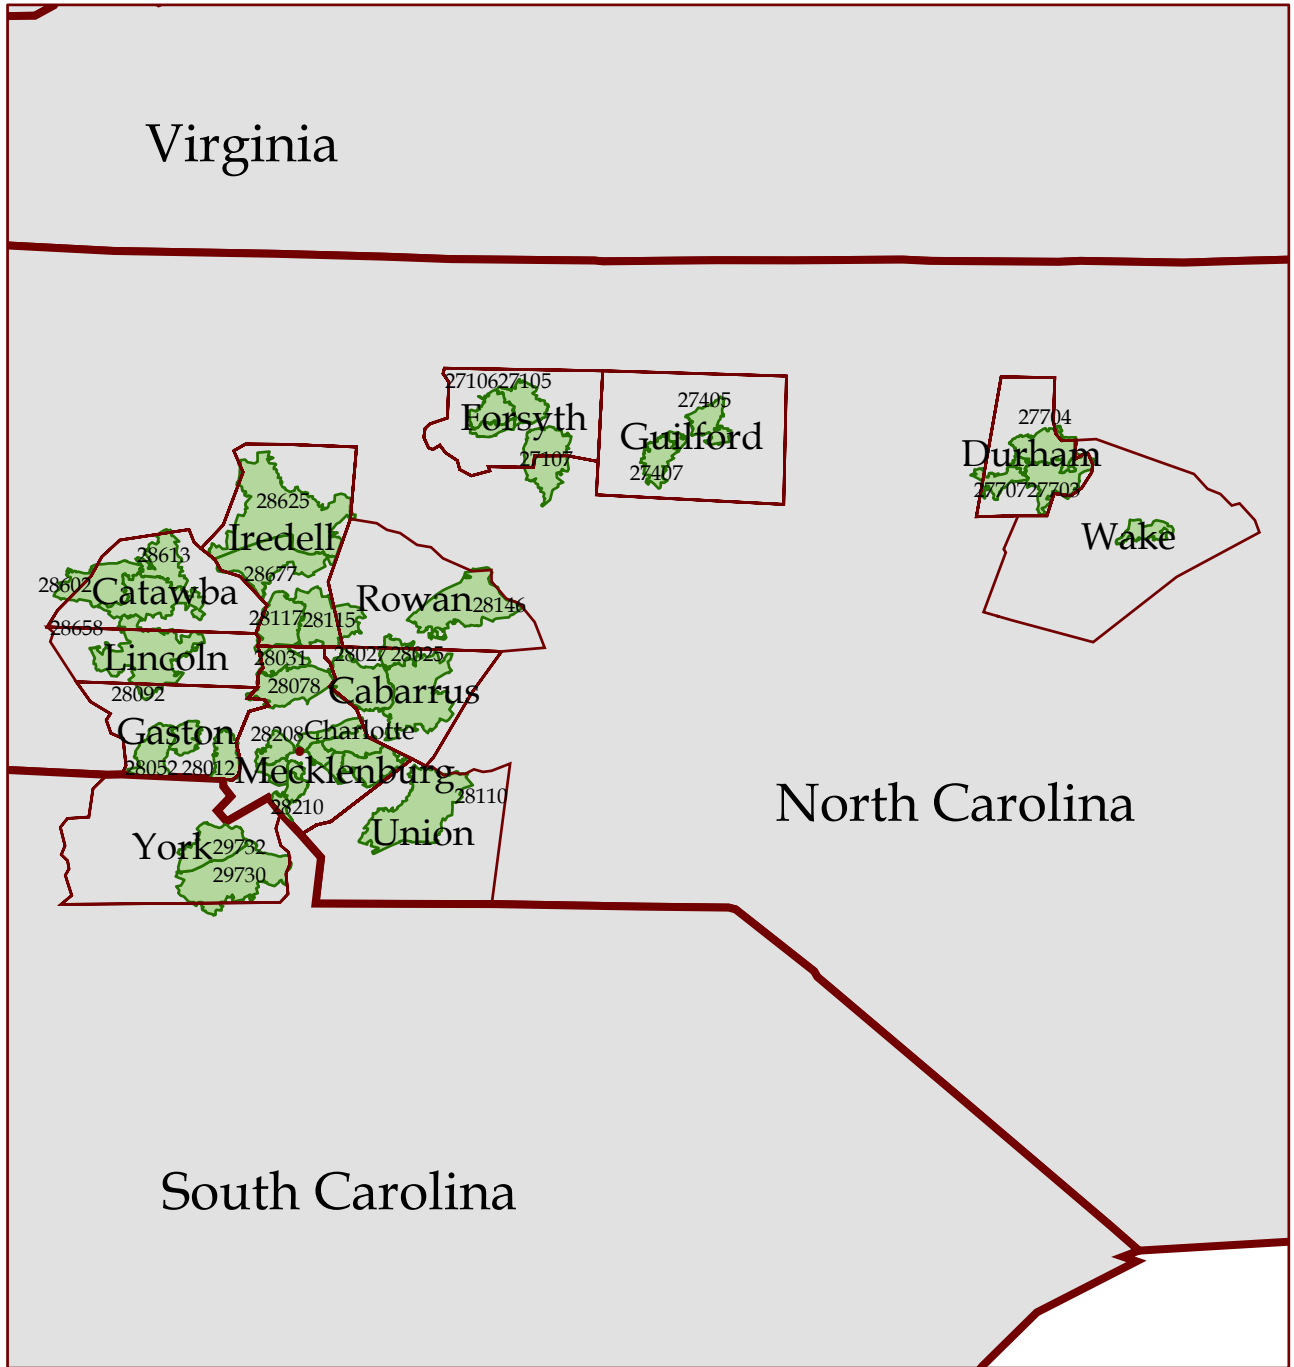 Virginia
27106
27105
27405
27704
Forsyth
Guilford
Durham
27107
27407
27707
27703
28625
Iredell
Wake
28613
28677
28602
Catawba
Rowan
28146
28117
28115
28658
Lincoln
28031
28027
28025
28078
Cabarrus
28092
Gaston
28208
Charlotte
28052
28012
Mecklenburg
28210
28110
North Carolina
Union
York
29732
29730
South Carolina